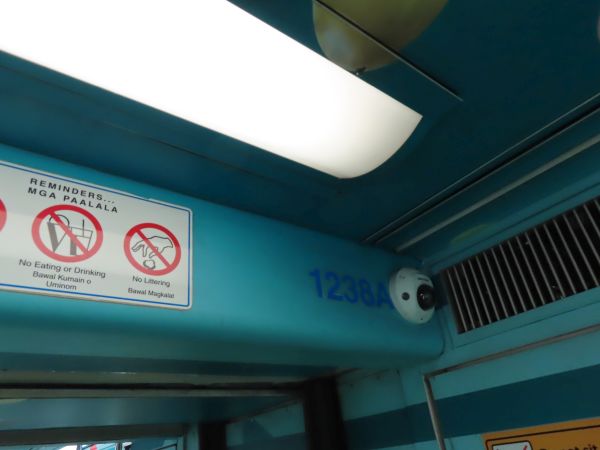 REMINDERS...
MGA PAALALA
No Eating or Drinking
Bawal Kumain o
Uminom
No Littering
Bawal Magkalat
1238A